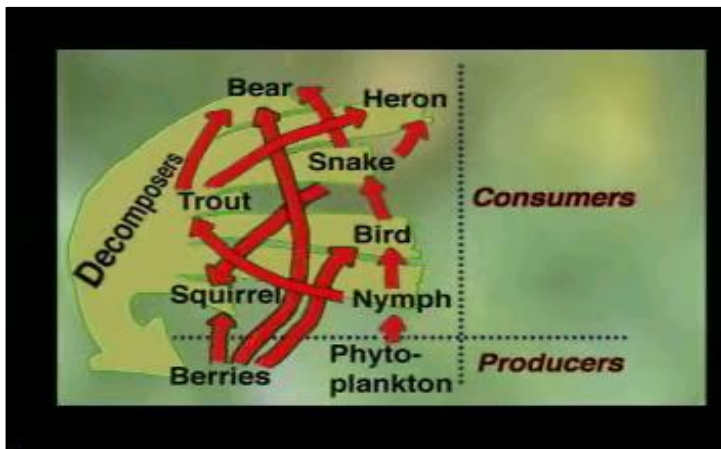 Bear
Heron
Decomposers
Snake
Trout
Consumers
Bird
Squirrel
Nymph
Berries
Phyto-
plankton
Producers